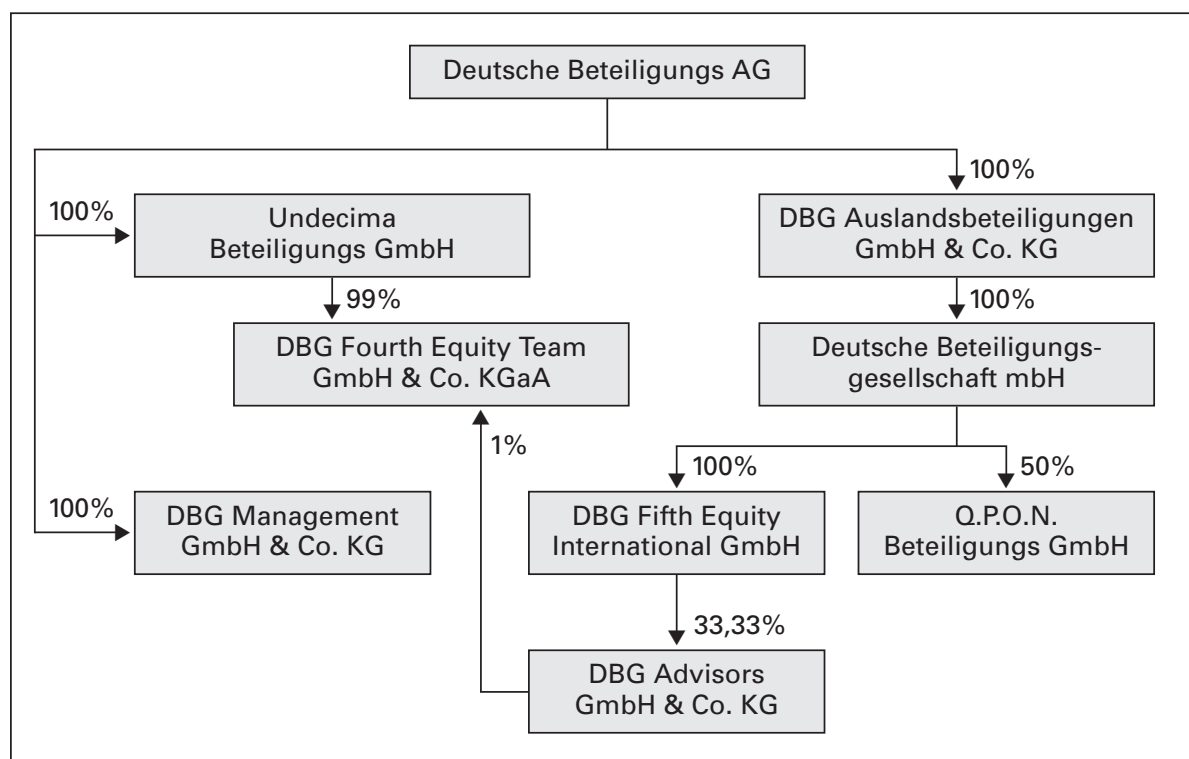 Deutsche Beteiligungs AG
100%
100%
Undecima
Beteiligungs GmbH
DBG Auslandsbeteiligungen
GmbH & Co. KG
99%
100%
DBG Fourth Equity Team
GmbH & Co. KGaA
Deutsche Beteiligungs-
gesellschaft mbH
1%
100%
50%
100%
DBG Management
GmbH & Co. KG
DBG Fifth Equity
International GmbH
Q.P.O.N.
Beteiligungs GmbH
33,33%
DBG Advisors
GmbH & Co. KG